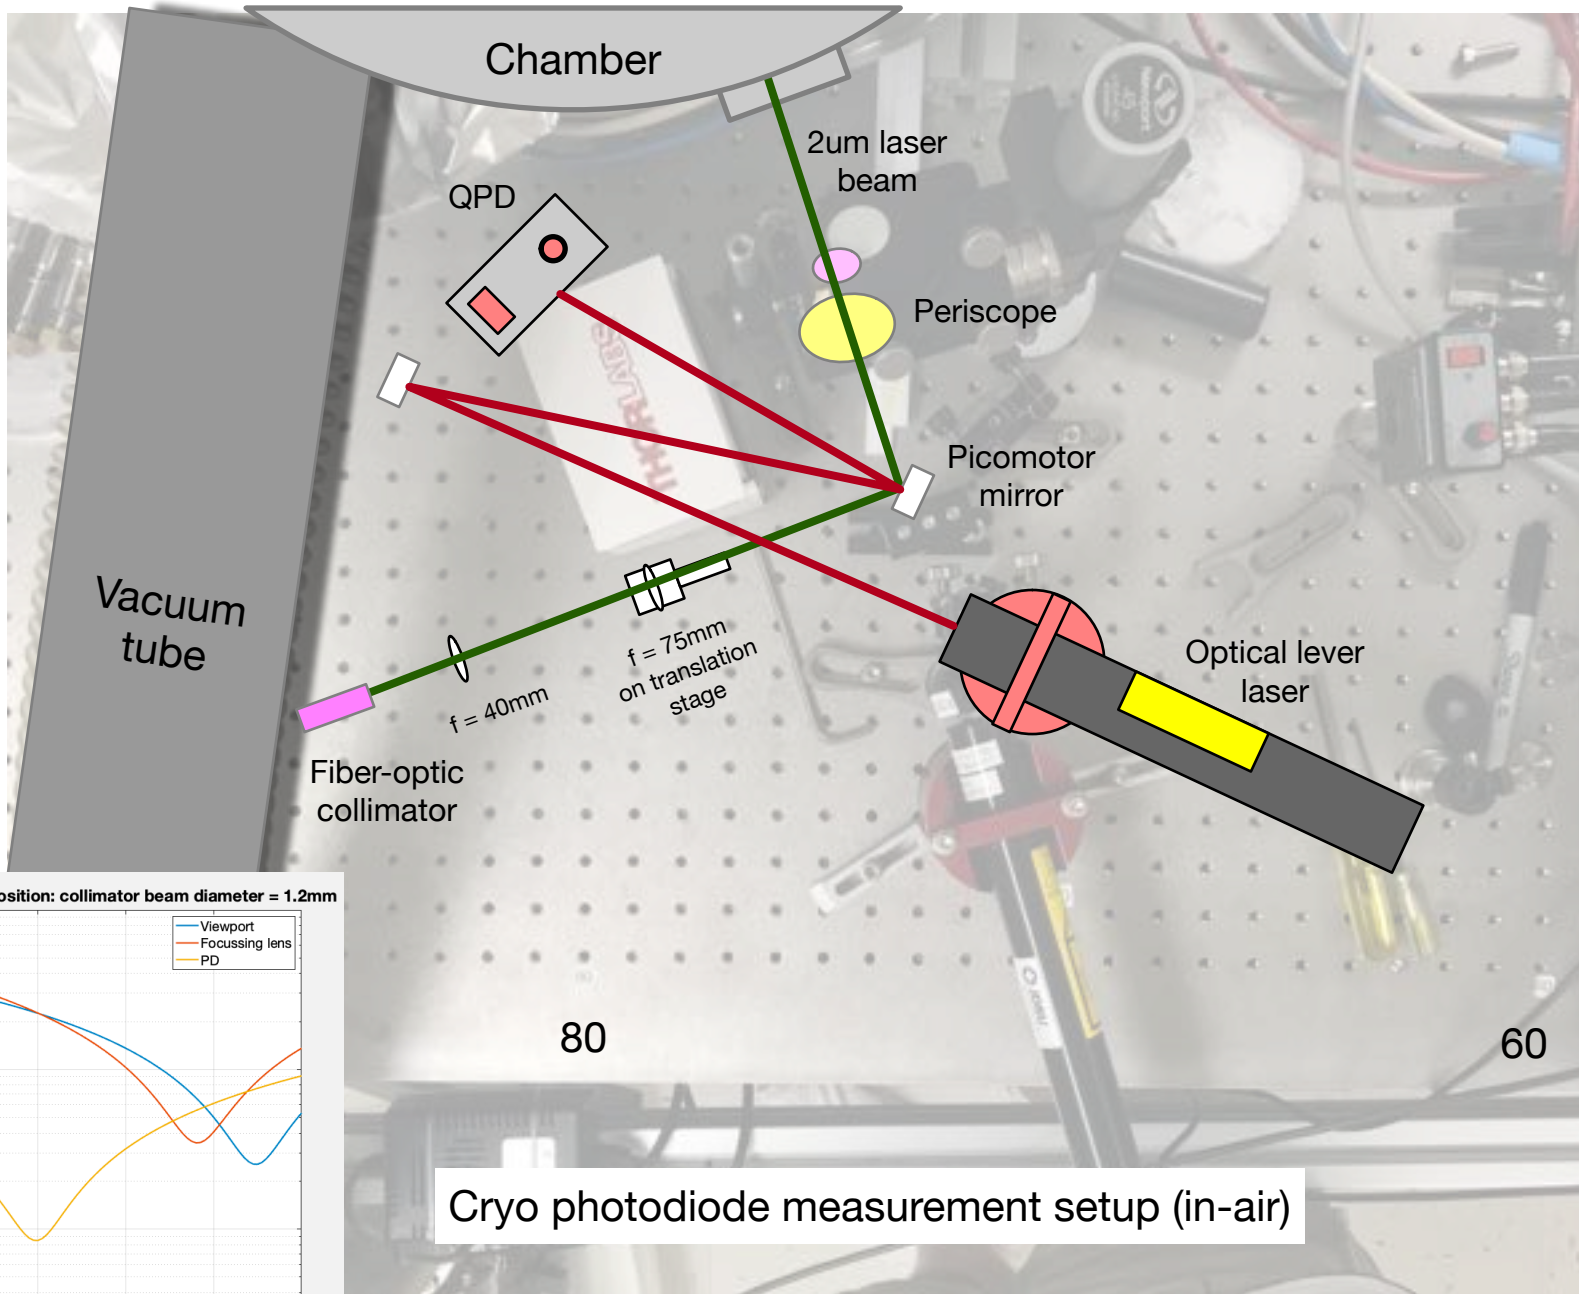 Chamber
2um laser
beam
QPD
Periscope
THORLABS
Newport
Picomotor
mirror
Vacuum
tube
f = 75mm
on translation
stage
f = 40mm
Optical lever
laser
Fiber-optic
collimator
osition: collimator beam diameter = 1.2mm
Viewport
Focussing lens
PD
80
60
Cryo photodiode measurement setup (in-air)